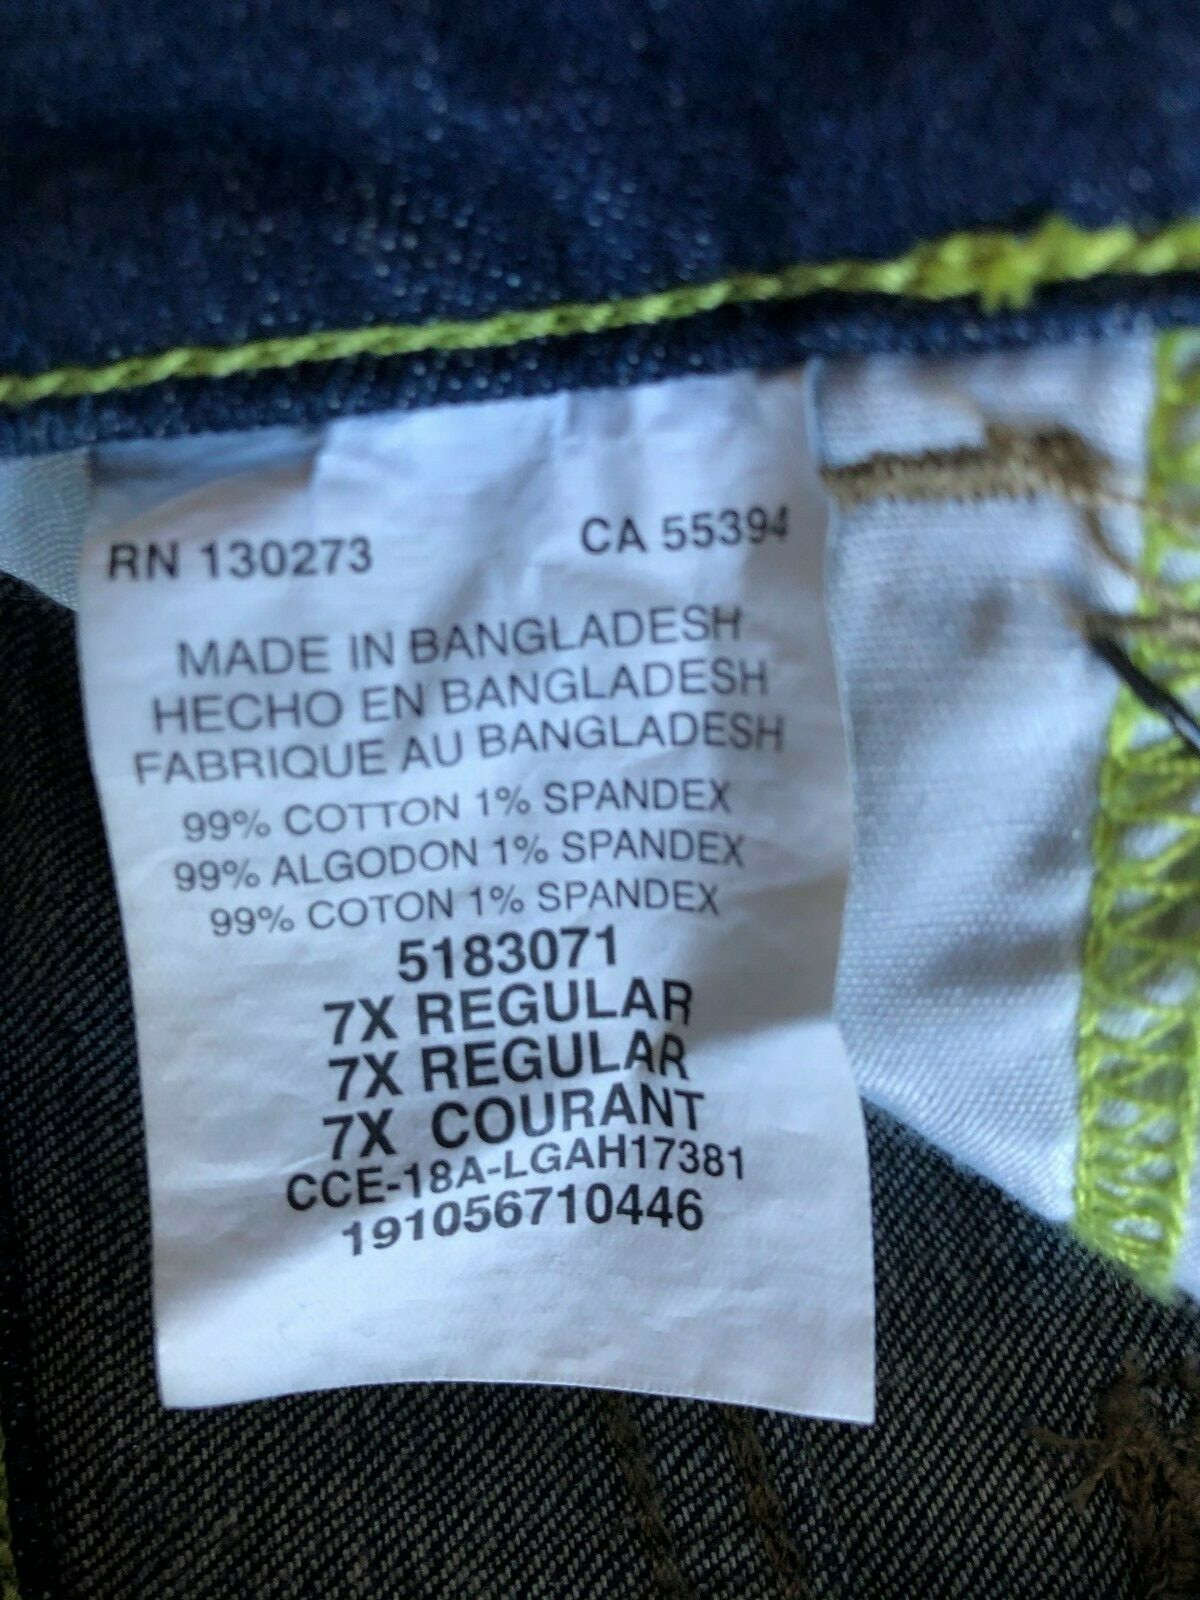 RN 130273 CA 55394
MADE IN BANGLADESH
HECHO EN BANGLADESH
FABRIQUE AU BANGLADESH
99% COTTON 1% SPANDEX
99% ALGODON 1% SPANDEX
99% COTON 1% SPANDEX
5183071
7X REGULAR
7X REGULAR
7X COURANT
CCE-18A-LGAH17381
191056710446